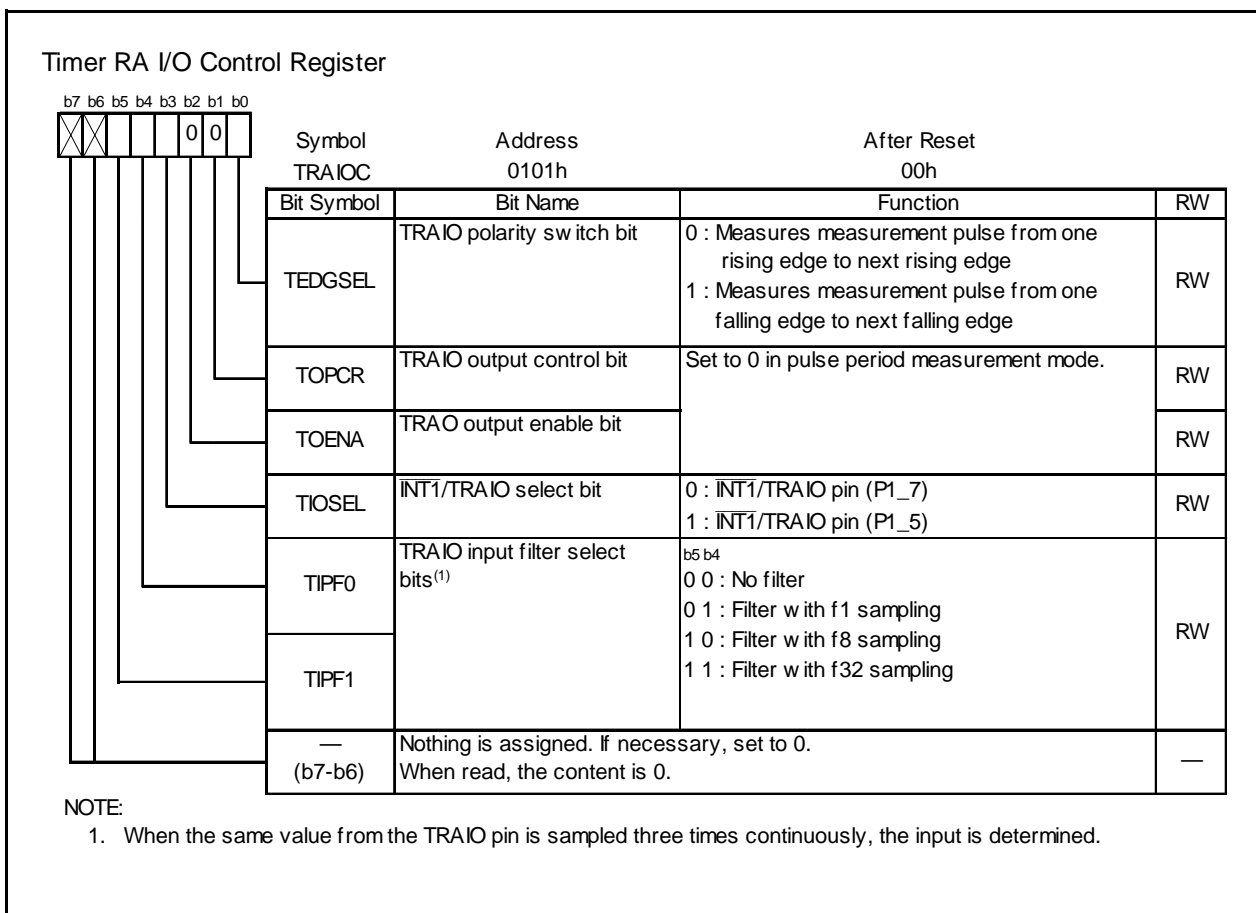 Timer RA I/O Control Register
b7 b6 b5 b4 b3 b2 b1 b0
0 0
Symbol Address After Reset
TRAIOC 0101h 00h
Bit Symbol Bit Name Function RW
TEDGSEL TRAIO polarity switch bit 0 : Measures measurement pulse from one
rising edge to next rising edge
1 : Measures measurement pulse from one
falling edge to next falling edge RW
TOPCR TRAIO output control bit Set to 0 in pulse period measurement mode. RW
TOENA TRAO output enable bit RW
TIOSEL INT1/TRAIO select bit 0 : INT1/TRAIO pin (P1_7)
1 : INT1/TRAIO pin (P1_5) RW
TIPF0 TRAIO input filter select
bits(1) b5 b4
0 0 : No filter
0 1 : Filter with f1 sampling
1 0 : Filter with f8 sampling
1 1 : Filter with f32 sampling RW
TIPF1
—
(b7-b6) Nothing is assigned. If necessary, set to 0.
When read, the content is 0. —
NOTE:
1. When the same value from the TRAIO pin is sampled three times continuously, the input is determined.